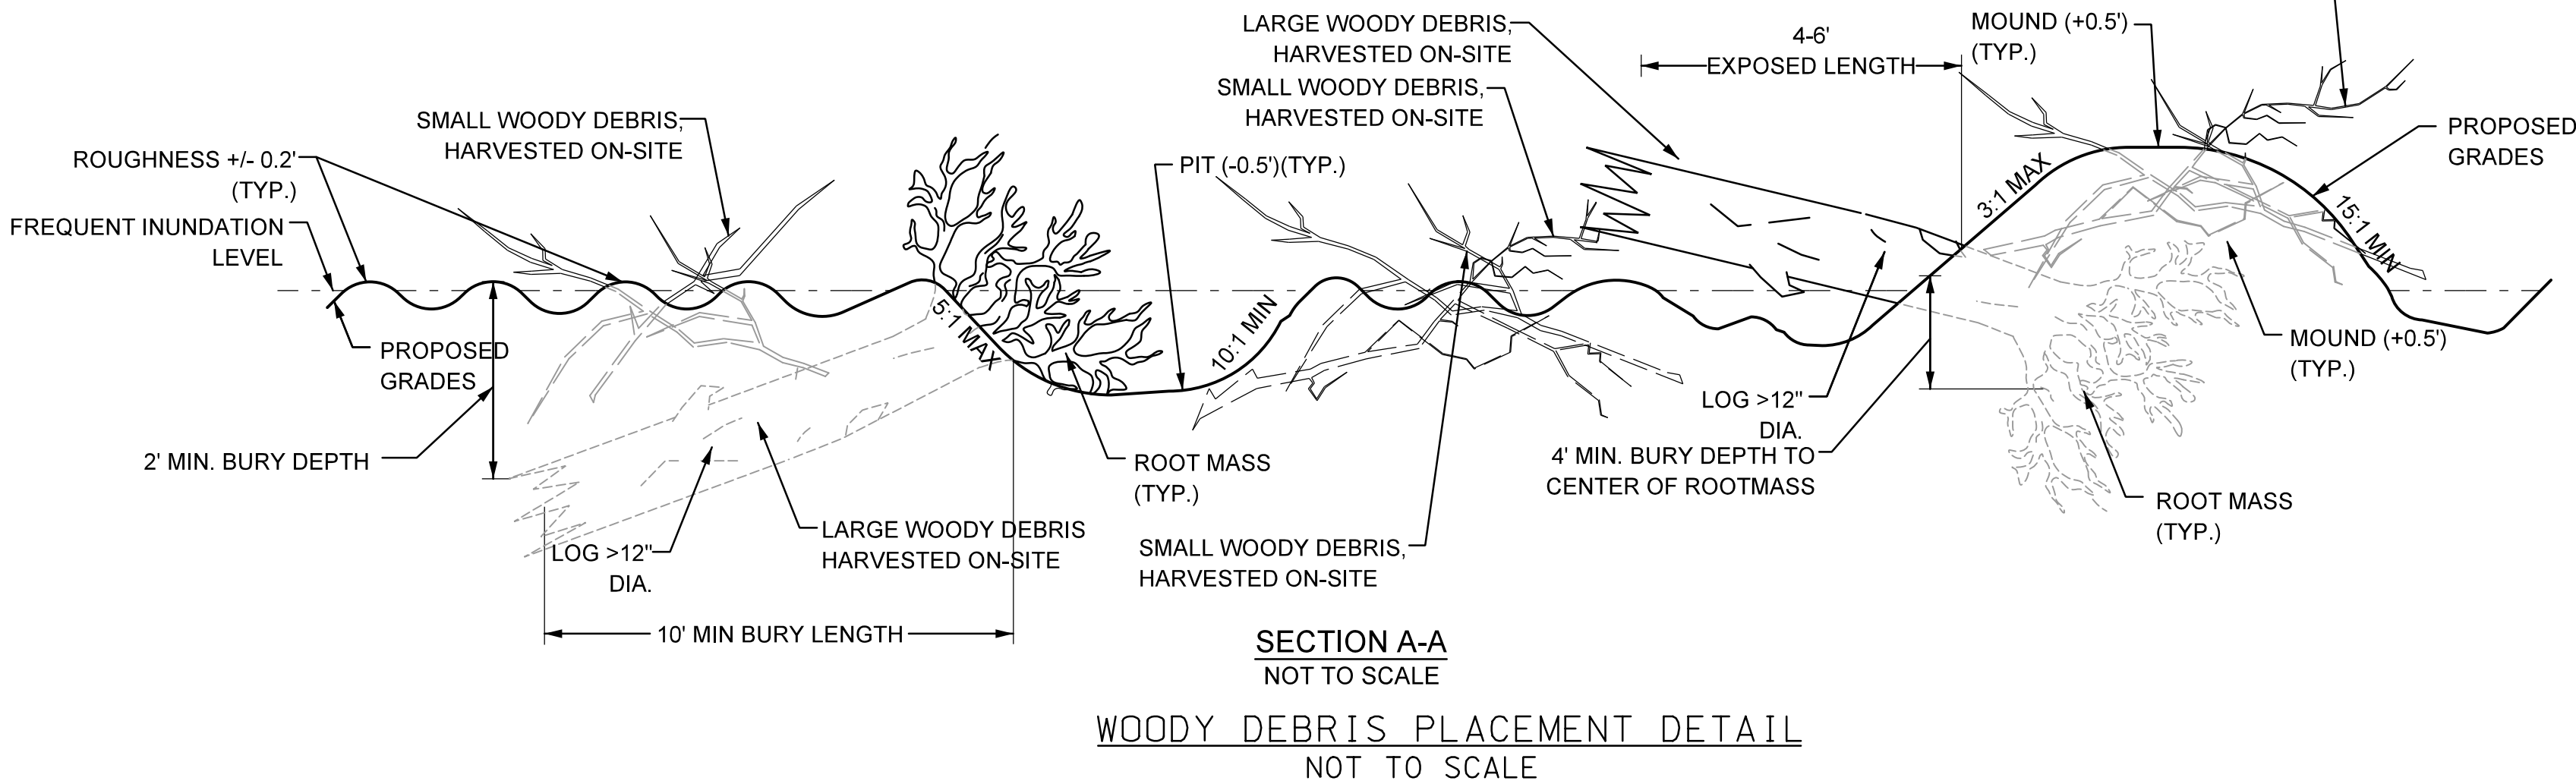 LARGE WOODY DEBRIS,
HARVESTED ON-SITE
SMALL WOODY DEBRIS,
HARVESTED ON-SITE
4-6'
EXPOSED LENGTH
MOUND (+0.5')
(TYP.)
PROPOSED
GRADES
SMALL WOODY DEBRIS,
HARVESTED ON-SITE
ROUGHNESS +/- 0.2'
(TYP.)
FREQUENT INUNDATION
LEVEL
PIT (-0.5')(TYP.)
3:1 MAX
15:1 MIN
5:1 MAX
10:1 MIN
PROPOSED
GRADES
2' MIN. BURY DEPTH
MOUND (+0.5')
(TYP.)
LOG >12"
DIA.
4' MIN. BURY DEPTH TO
CENTER OF ROOTMASS
ROOT MASS
(TYP.)
ROOT MASS
(TYP.)
LARGE WOODY DEBRIS
HARVESTED ON-SITE
LOG >12"
DIA.
SMALL WOODY DEBRIS,
HARVESTED ON-SITE
10' MIN BURY LENGTH
SECTION A-A
NOT TO SCALE
WOODY DEBRIS PLACEMENT DETAIL
NOT TO SCALE